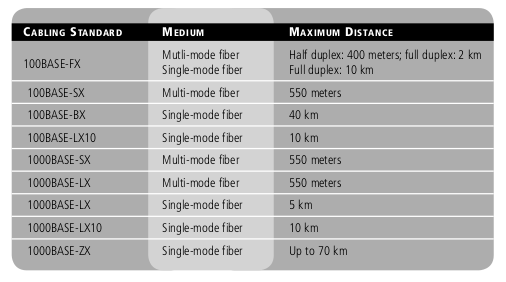 CABLING STANDARD MEDIUM MAXIMUM DISTANCE
100BASE-FX Mutli-mode fiber Half duplex: 400 meters; full duplex: 2 km
Single-mode fiber Full duplex: 10 km
100BASE-SX Multi-mode fiber 550 meters
100BASE-BX Single-mode fiber 40 km
100BASE-LX10 Single-mode fiber 10 km
1000BASE-SX Multi-mode fiber 550 meters
1000BASE-LX Multi-mode fiber 550 meters
1000BASE-LX Single-mode fiber 5 km
1000BASE-LX10 Single-mode fiber 10 km
1000BASE-ZX Single-mode fiber Up to 70 km